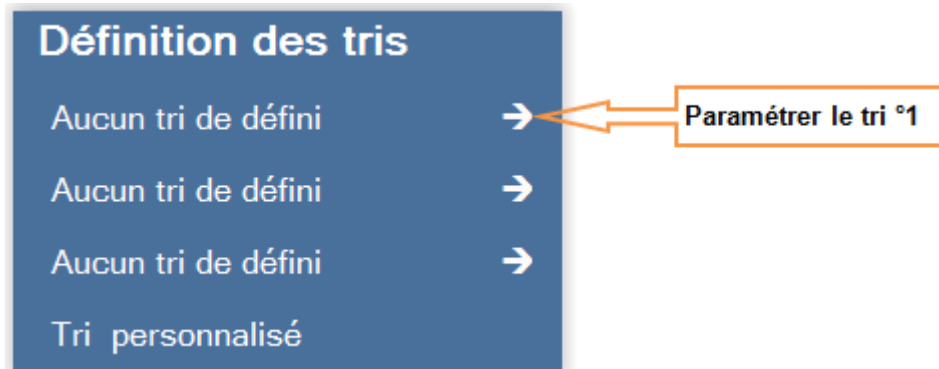 Définition des tris
Aucun tri de défini
Paramétrer le tri °1
Aucun tri de défini
Aucun tri de défini
Tri personnalisé